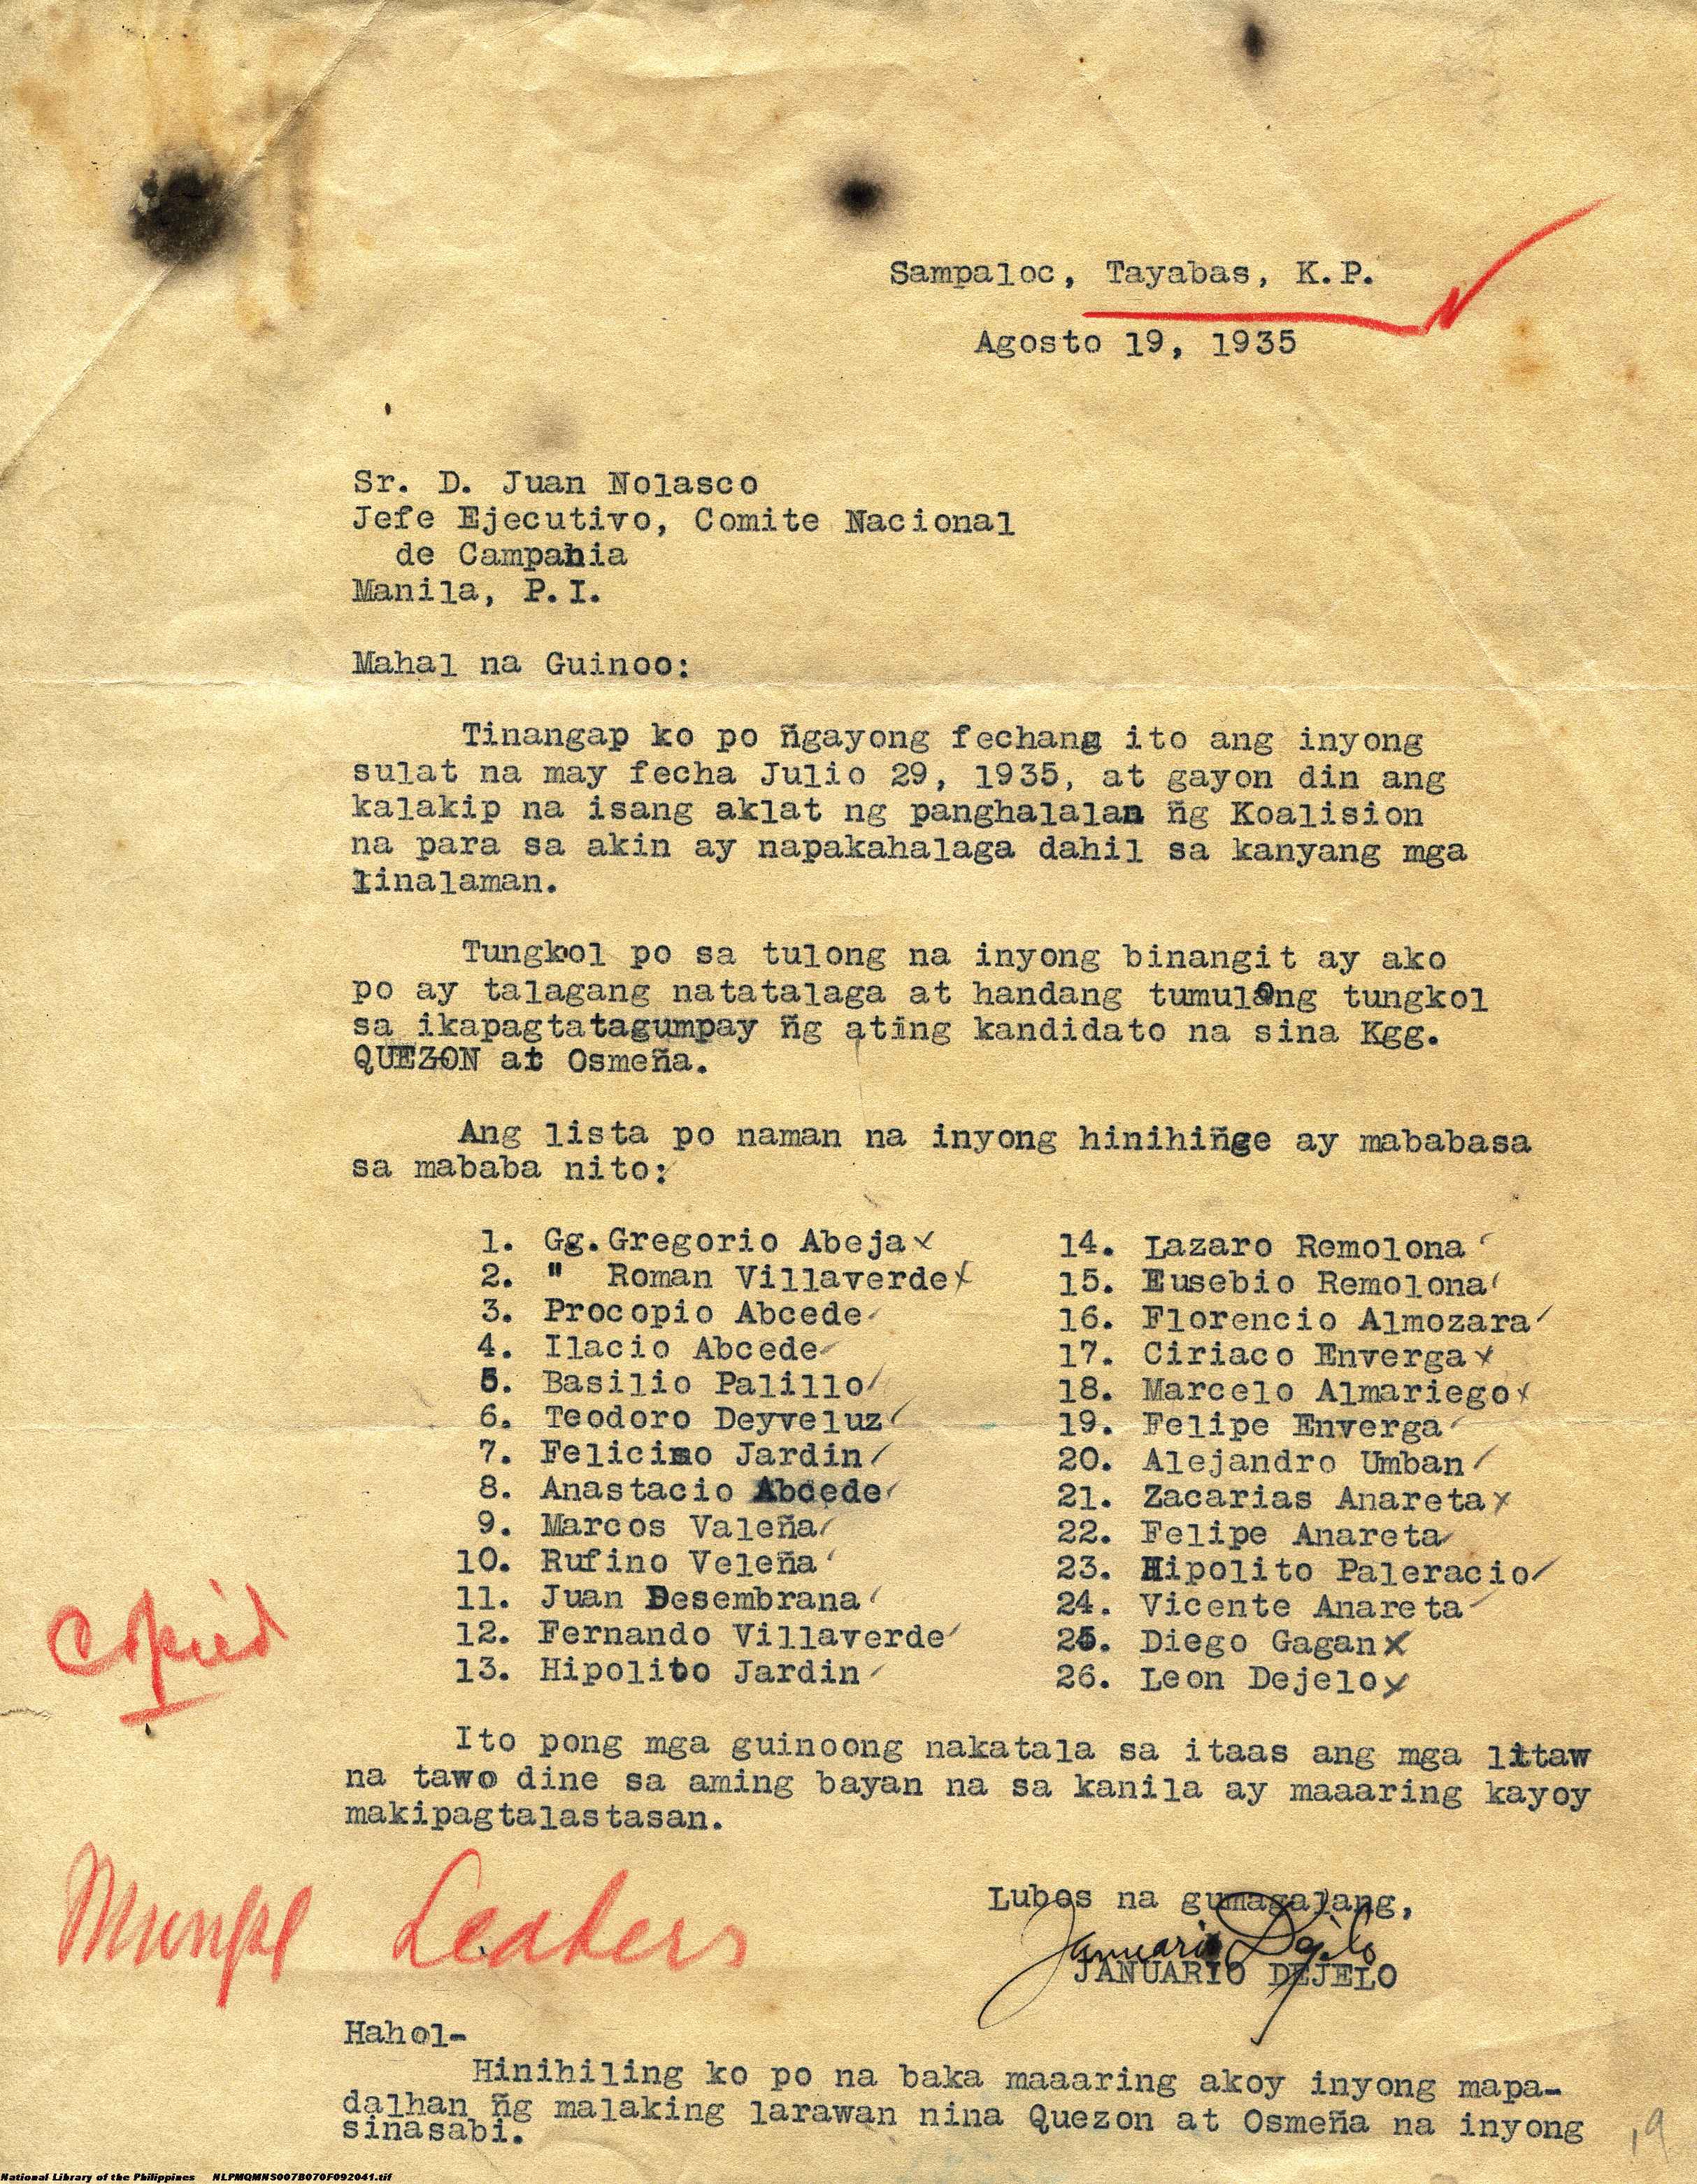 Sampaloc, Tayabas, K.P.
Agosto 19, 1935
Sr. D. Juan Nolasco
Jefe Ejecutivo, Comite Nacional
de Campahia
Manila, P.I.
Mahal na Guinoo:
Tinangap ko po ñgayong fechang ito ang inyong
sulat na may fecha Julio 29, 1935, at gayon din ang
kalakip na isang aklat ng panghalalan ñg Koalision
na para sa akin ay napakahalaga dahil sa kanyang mga
linalaman.
Tungkol po sa tulong na inyong binangit ay ako
po ay talagang natatalaga at handang tumulong tungkol
sa ikapagtatagumpay ñg ating kandidato na sina Kgg.
QUEZON at Osmeña.
Ang lista po naman na inyong hinihiñge ay mababasa
sa mababa nito:
1. Gg. Gregorio Abeja
2. " Roman Villaverde
3. Procopio Abcede
4. Ilacio Abcede
5. Basilio Palillo
6. Teodoro Deyveluz
7. Felicimo Jardin
8. Anastacio Abcede
9. Marcos Valeña
10. Rufino Veleña
11. Juan Desembrana
12. Fernando Villaverde
13. Hipolito Jardin
14. Lazaro Remolona
15. Eusebio Remolona
16. Florencio Almozara
17. Ciriaco Enverga
18. Marcelo Almariego
19. Felipe Enverga
20. Alejandro Umban
21. Zacarias Anareta
22. Felipe Anareta
23. Hipolito Paleracio
24. Vicente Anareta
25. Diego Gagan
26. Leon Dejelo
Copied
Ito pong mga guinoong nakatala sa itaas ang mga litaw
na tawo dine sa aming bayan na sa kanila ay maaaring kayoy
makipagtalastasan.
Leaders
Lubos na gumagalang,
Januario Dejelo
JANUARIO DEJELO
Hahol-
Hinihiling ko po na baka maaaring akoy inyong mapa-
dalhan ñg malaking larawan nina Quezon at Osmeña na inyong
sinasabi.
19
National Library of the Philippines NLPMQMNS007B070F092041.tif